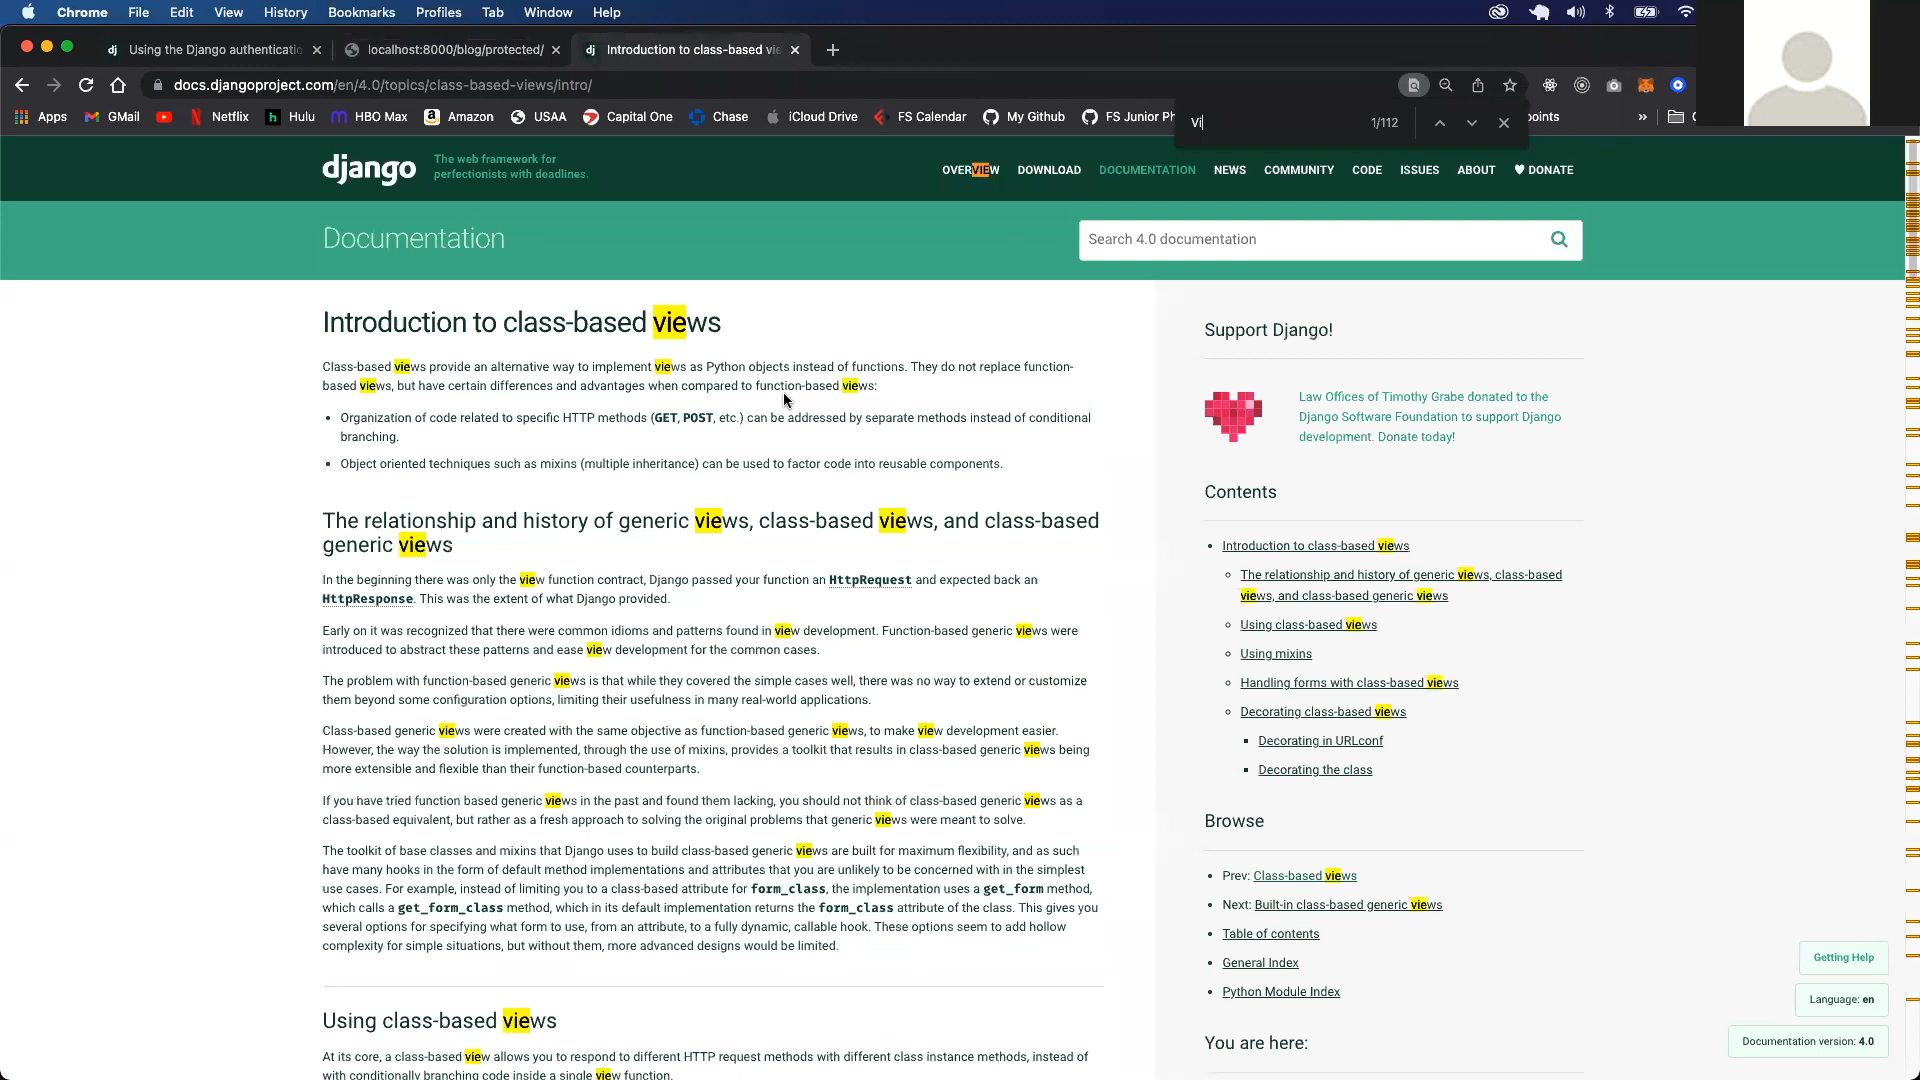 Chrome File Edit View History Bookmarks Profiles Tab Window Help
dj Using the Django authenticatio
localhost:8000/blog/protected/
dj Introduction to class-based vie
docs.djangoproject.com/en/4.0/topics/class-based-views/intro/
Apps GMail Netflix h Hulu HBO Max Amazon USAA Capital One Chase iCloud Drive FS Calendar My Github FS Junior Ph points »
Vi 1/112
django
The web framework for
perfectionists with deadlines.
OVERVIEW DOWNLOAD DOCUMENTATION NEWS COMMUNITY CODE ISSUES ABOUT ♥ DONATE
Documentation
Search 4.0 documentation
Introduction to class-based views
Class-based views provide an alternative way to implement views as Python objects instead of functions. They do not replace function-
based views, but have certain differences and advantages when compared to function-based views:
• Organization of code related to specific HTTP methods (GET, POST, etc.) can be addressed by separate methods instead of conditional
branching.
• Object oriented techniques such as mixins (multiple inheritance) can be used to factor code into reusable components.
The relationship and history of generic views, class-based views, and class-based
generic views
In the beginning there was only the view function contract, Django passed your function an HttpRequest and expected back an
HttpResponse. This was the extent of what Django provided.
Early on it was recognized that there were common idioms and patterns found in view development. Function-based generic views were
introduced to abstract these patterns and ease view development for the common cases.
The problem with function-based generic views is that while they covered the simple cases well, there was no way to extend or customize
them beyond some configuration options, limiting their usefulness in many real-world applications.
Class-based generic views were created with the same objective as function-based generic views, to make view development easier.
However, the way the solution is implemented, through the use of mixins, provides a toolkit that results in class-based generic views being
more extensible and flexible than their function-based counterparts.
If you have tried function based generic views in the past and found them lacking, you should not think of class-based generic views as a
class-based equivalent, but rather as a fresh approach to solving the original problems that generic views were meant to solve.
The toolkit of base classes and mixins that Django uses to build class-based generic views are built for maximum flexibility, and as such
have many hooks in the form of default method implementations and attributes that you are unlikely to be concerned with in the simplest
use cases. For example, instead of limiting you to a class-based attribute for form_class, the implementation uses a get_form method,
which calls a get_form_class method, which in its default implementation returns the form_class attribute of the class. This gives you
several options for specifying what form to use, from an attribute, to a fully dynamic, callable hook. These options seem to add hollow
complexity for simple situations, but without them, more advanced designs would be limited.
Using class-based views
At its core, a class-based view allows you to respond to different HTTP request methods with different class instance methods, instead of
with conditionally branching code inside a single view function.
Support Django!
Law Offices of Timothy Grabe donated to the
Django Software Foundation to support Django
development. Donate today!
Contents
• Introduction to class-based views
The relationship and history of generic views, class-based
views, and class-based generic views
Using class-based views
Using mixins
Handling forms with class-based views
Decorating class-based views
Decorating in URLconf
Decorating the class
Browse
• Prev: Class-based views
• Next: Built-in class-based generic views
• Table of contents
• General Index
• Python Module Index
You are here:
Getting Help
Language: en
Documentation version: 4.0